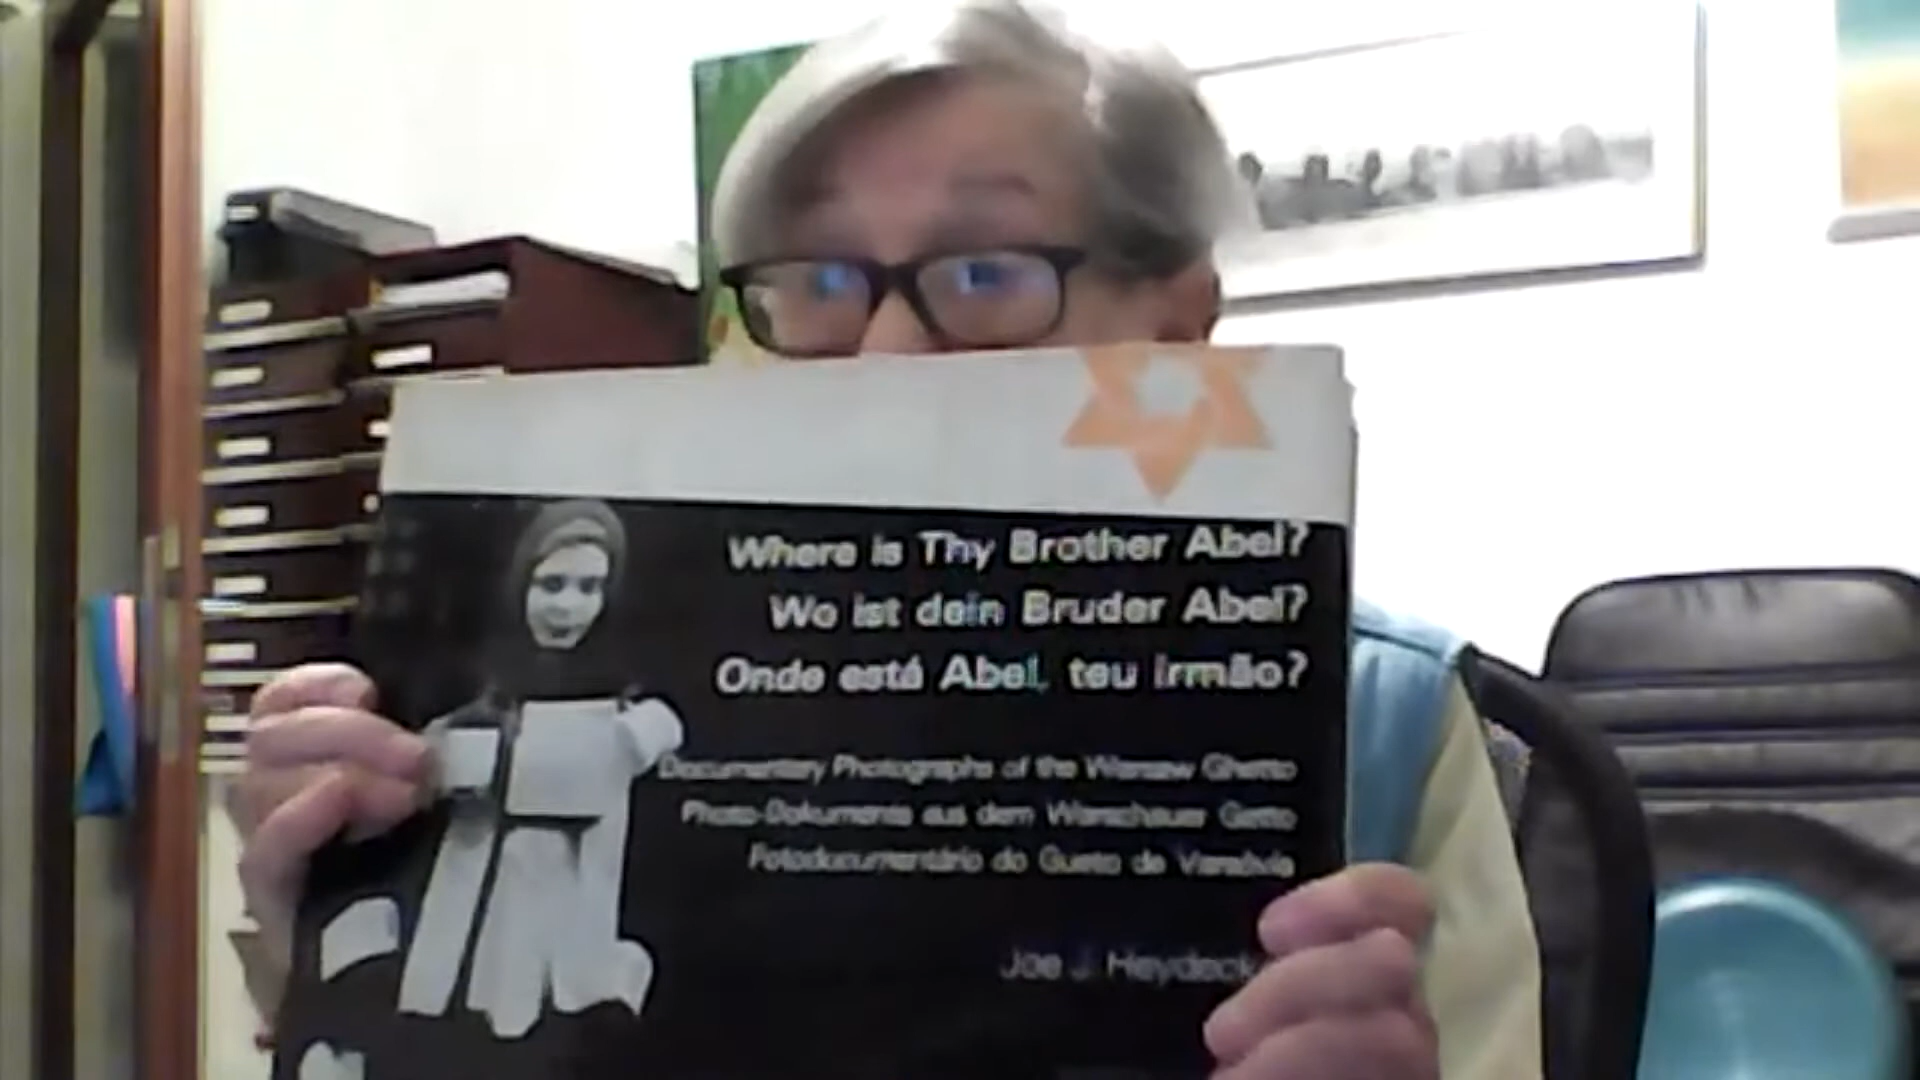 Where is Thy Brother Abel?
Wo ist dein Bruder Abel?
Onde está Abel, teu irmão?
Documentary Photographs of the Warsaw Ghetto
Photo-Dokumente aus dem Warschauer Getto
Fotodocumentário do Gueto de Varsóvia
Joe J. Heydeck